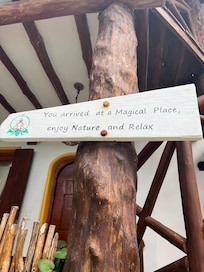 You arrived at a Magical Place,
enjoy Nature and Relax